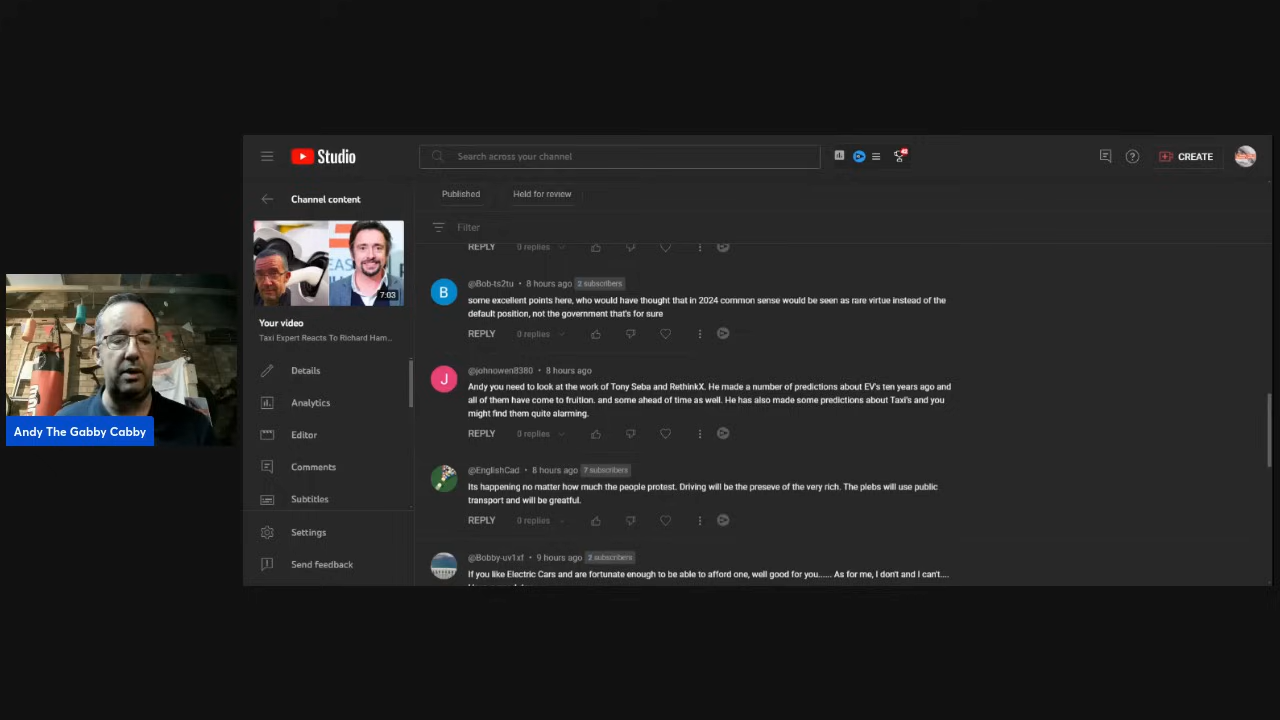 Studio
Search across your channel
CREATE
Channel content
Published
Held for review
Filter
7:03
Your video
Taxi Expert Reacts To Richard Ham...
Details
Analytics
Editor
Comments
Subtitles
Settings
Send feedback
REPLY 0 replies
@Bob-ts2tu • 8 hours ago 2 subscribers
some excellent points here, who would have thought that in 2024 common sense would be seen as rare virtue instead of the
default position, not the government that's for sure
REPLY 0 replies
@johnowen8380 • 8 hours ago
Andy you need to look at the work of Tony Seba and RethinkX. He made a number of predictions about EV's ten years ago and
all of them have come to fruition. and some ahead of time as well. He has also made some predictions about Taxi's and you
might find them quite alarming.
REPLY 0 replies
@EnglishCad • 8 hours ago 7 subscribers
Its happening no matter how much the people protest. Driving will be the preseve of the very rich. The plebs will use public
transport and will be greatful.
REPLY 0 replies
@Bobby-uv1xf • 9 hours ago 2 subscribers
If you like Electric Cars and are fortunate enough to be able to afford one, well good for you...... As for me, I don't and I can't....
Andy The Gabby Cabby